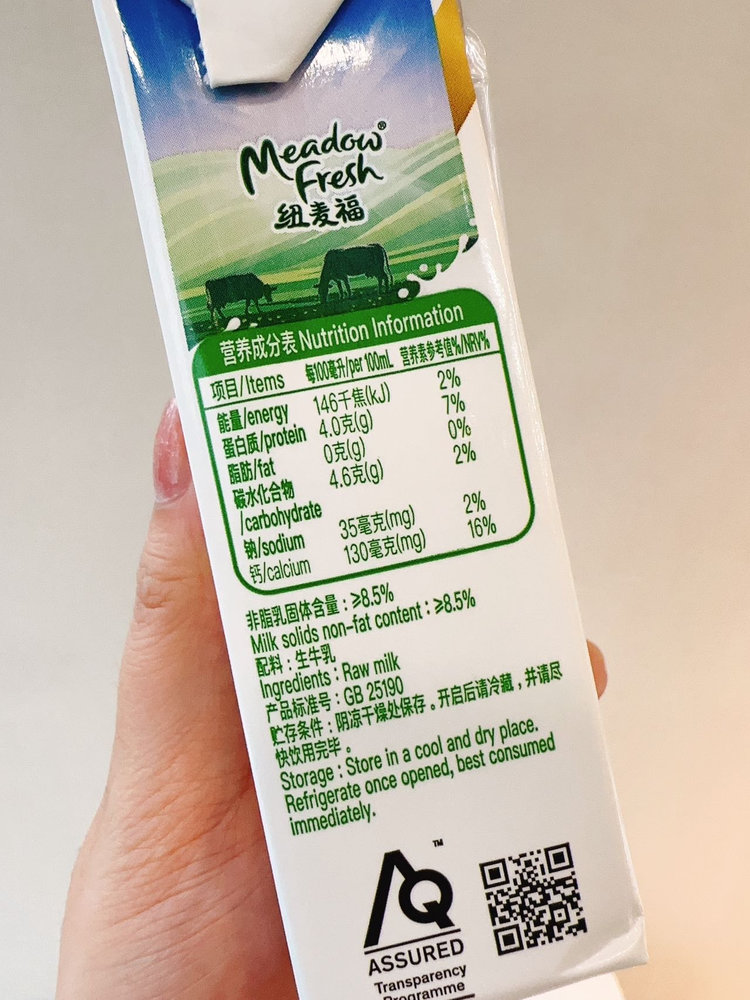 Meadow®
Fresh
纽麦福
营养成分表 Nutrition Information
项目/Items 每100毫升/per 100mL 营养素参考值%/NRV%
能量/energy 146千焦(kJ) 2%
蛋白质/protein 4.0克(g) 7%
脂肪/fat 0克(g) 0%
碳水化合物 4.6克(g) 2%
/carbohydrate
钠/sodium 35毫克(mg) 2%
钙/calcium 130毫克(mg) 16%
非脂乳固体含量：≥8.5%
Milk solids non-fat content：≥8.5%
配料：生牛乳
Ingredients：Raw milk
产品标准号：GB 25190
贮存条件：阴凉干燥处保存。开启后请冷藏，并请尽
快饮用完毕。
Storage：Store in a cool and dry place.
Refrigerate once opened, best consumed
immediately.
AQ™
ASSURED
Transparency
Programme